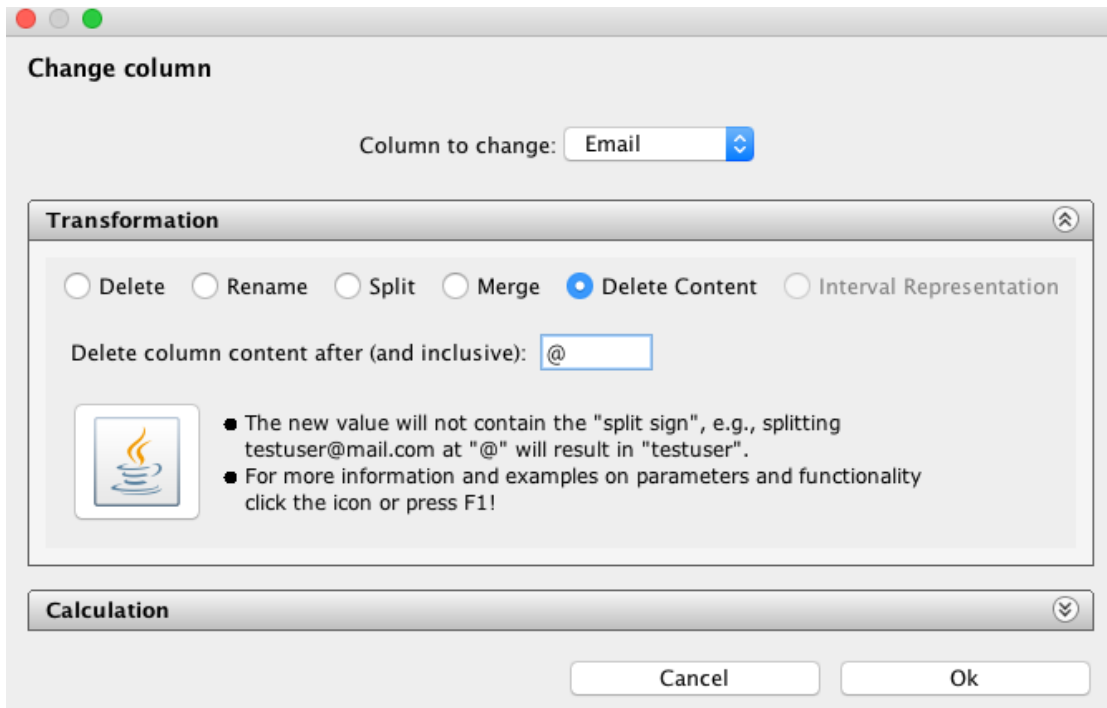 Change column
Column to change: Email
Transformation
Delete Rename Split Merge Delete Content Interval Representation
Delete column content after (and inclusive): @
● The new value will not contain the "split sign", e.g., splitting
testuser@mail.com at "@" will result in "testuser".
● For more information and examples on parameters and functionality
click the icon or press F1!
Calculation
Cancel Ok